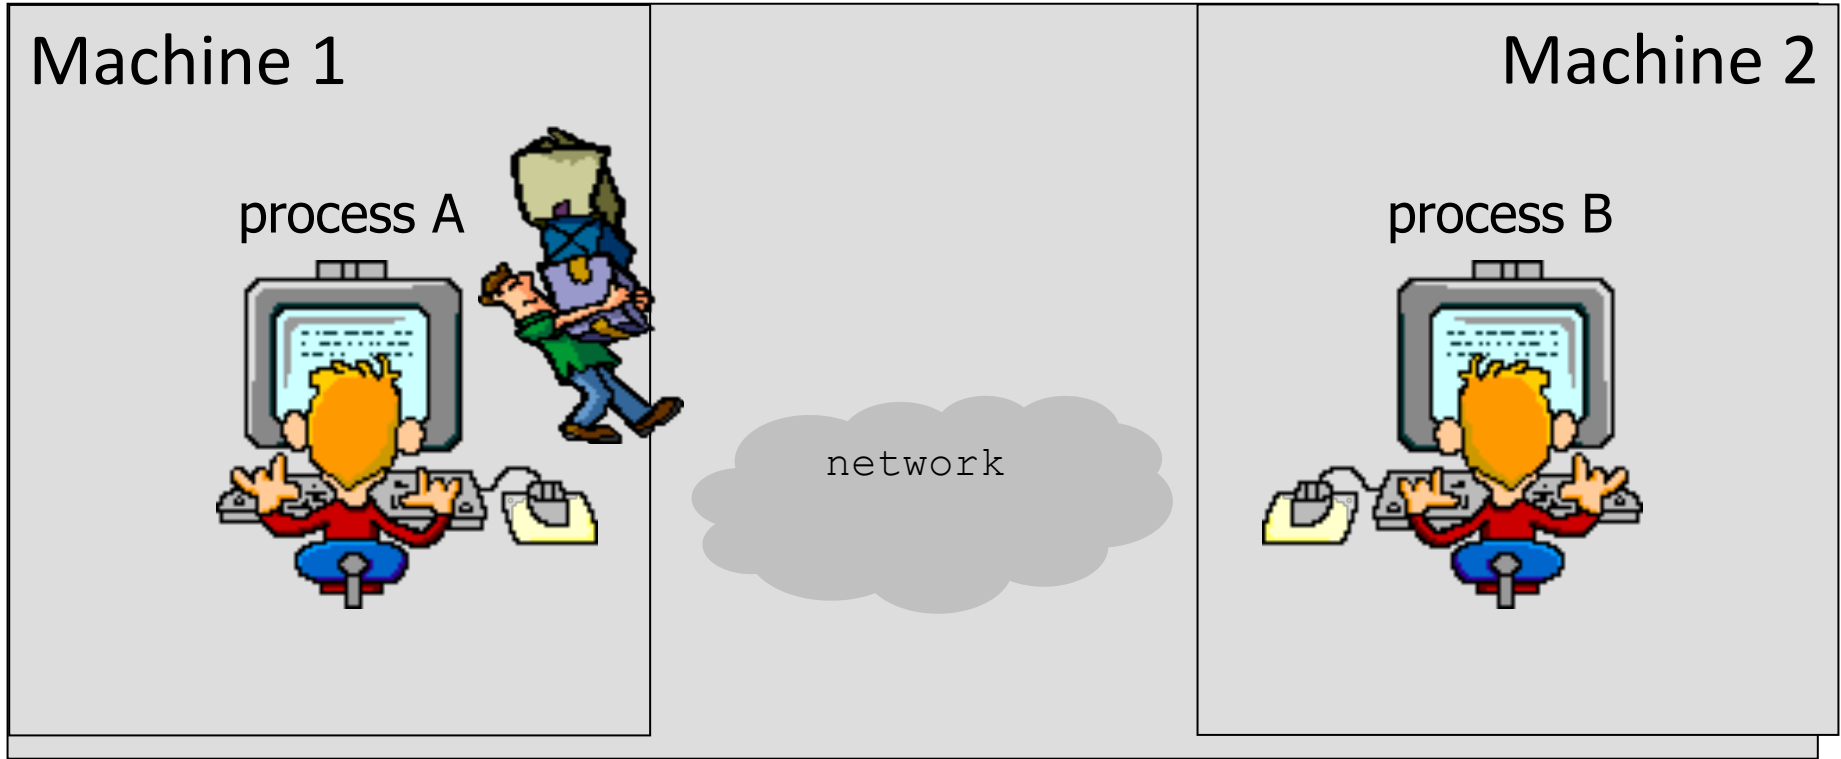 Machine 1
Machine 2
process A
process B
network